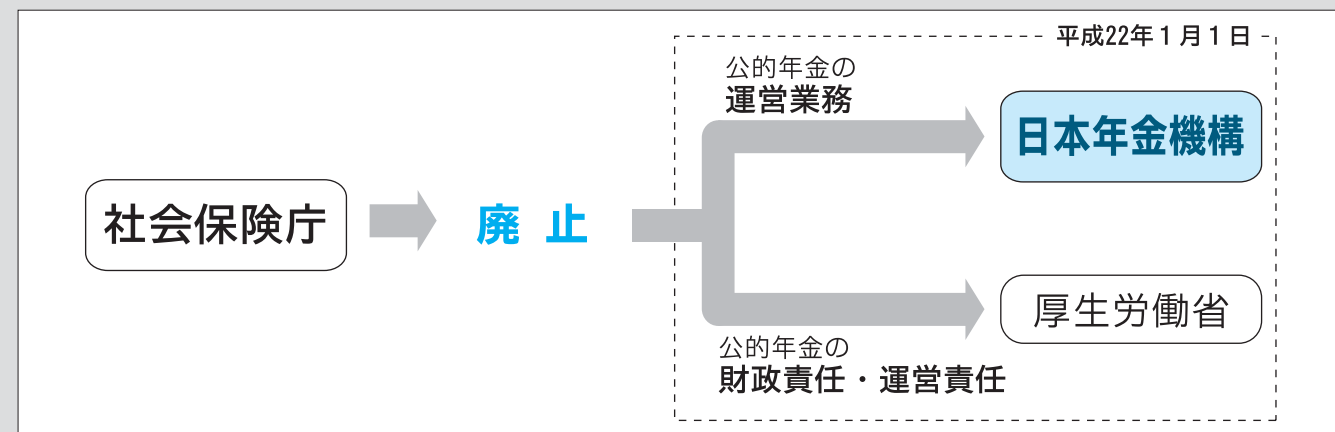 平成22年1月1日
公的年金の
運営業務
日本年金機構
社会保険庁
廃止
厚生労働省
公的年金の
財政責任・運営責任